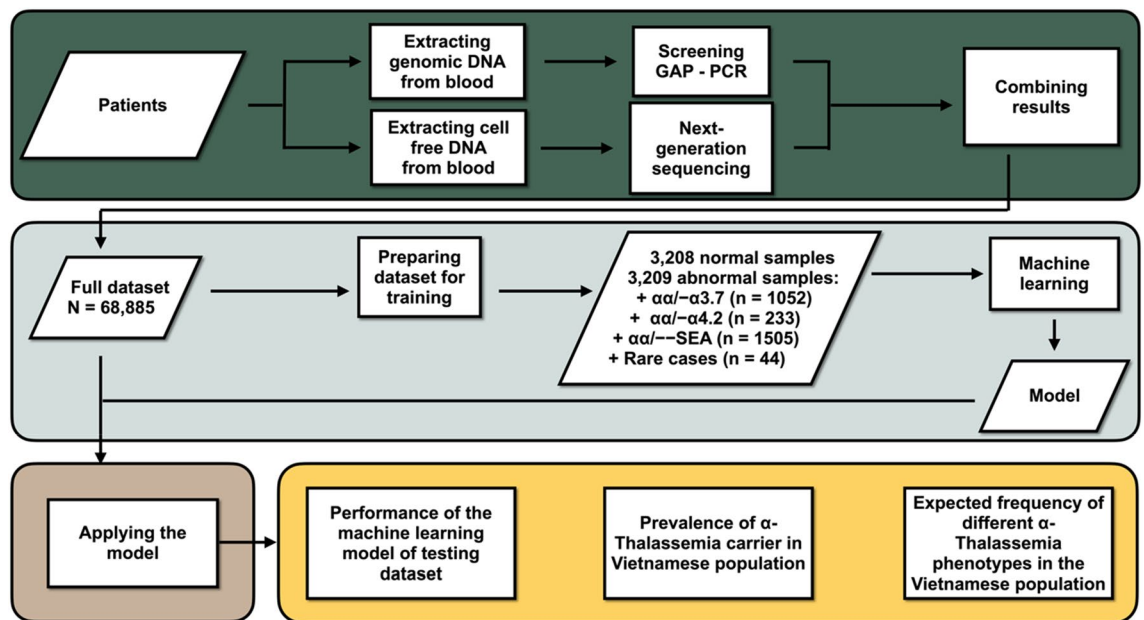 Patients
Extracting
genomic DNA
from blood
Screening
GAP - PCR
Extracting cell
free DNA
from blood
Next-
generation
sequencing
Combining
results
Full dataset
N = 68,885
Preparing
dataset for
training
3,208 normal samples
3,209 abnormal samples:
+ αα/−α3.7 (n = 1052)
+ αα/−α4.2 (n = 233)
+ αα/−−SEA (n = 1505)
+ Rare cases (n = 44)
Machine
learning
Model
Applying the
model
Performance of the
machine learning
model of testing
dataset
Prevalence of α-
Thalassemia carrier in
Vietnamese population
Expected frequency of
different α-
Thalassemia
phenotypes in the
Vietnamese population